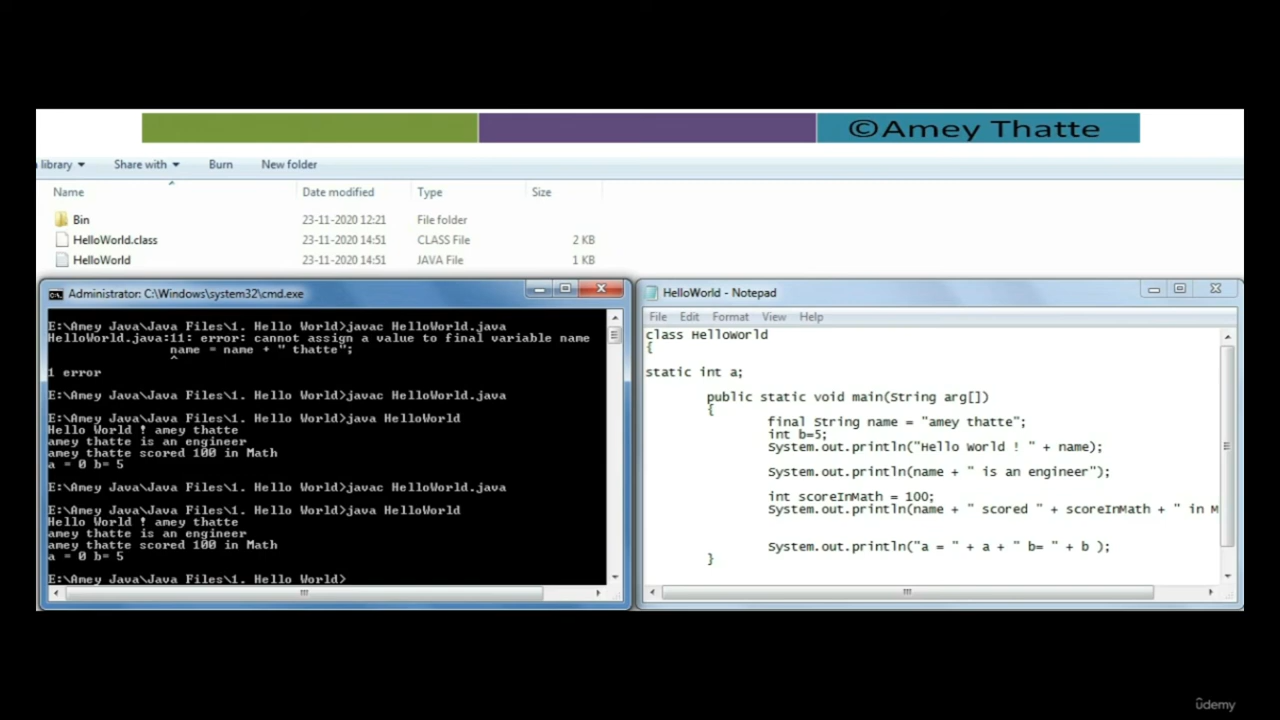 ©Amey Thatte
library Share with Burn New folder
Name Date modified Type Size
Bin 23-11-2020 12:21 File folder
HelloWorld.class 23-11-2020 14:51 CLASS File 2 KB
HelloWorld 23-11-2020 14:51 JAVA File 1 KB
Administrator: C:\Windows\system32\cmd.exe
E:\Amey Java\Java Files\1. Hello World>javac HelloWorld.java
HelloWorld.java:11: error: cannot assign a value to final variable name
name = name + " thatte";
^
1 error
E:\Amey Java\Java Files\1. Hello World>javac HelloWorld.java
E:\Amey Java\Java Files\1. Hello World>java HelloWorld
Hello World ! amey thatte
amey thatte is an engineer
amey thatte scored 100 in Math
a = 0 b= 5
E:\Amey Java\Java Files\1. Hello World>javac HelloWorld.java
E:\Amey Java\Java Files\1. Hello World>java HelloWorld
Hello World ! amey thatte
amey thatte is an engineer
amey thatte scored 100 in Math
a = 0 b= 5
E:\Amey Java\Java Files\1. Hello World>
HelloWorld - Notepad
File Edit Format View Help
class HelloWorld
{
static int a;
public static void main(String arg[])
{
final String name = "amey thatte";
int b=5;
System.out.println("Hello World ! " + name);
System.out.println(name + " is an engineer");
int scoreInMath = 100;
System.out.println(name + " scored " + scoreInMath + " in M
System.out.println("a = " + a + " b= " + b );
}
ûdemy